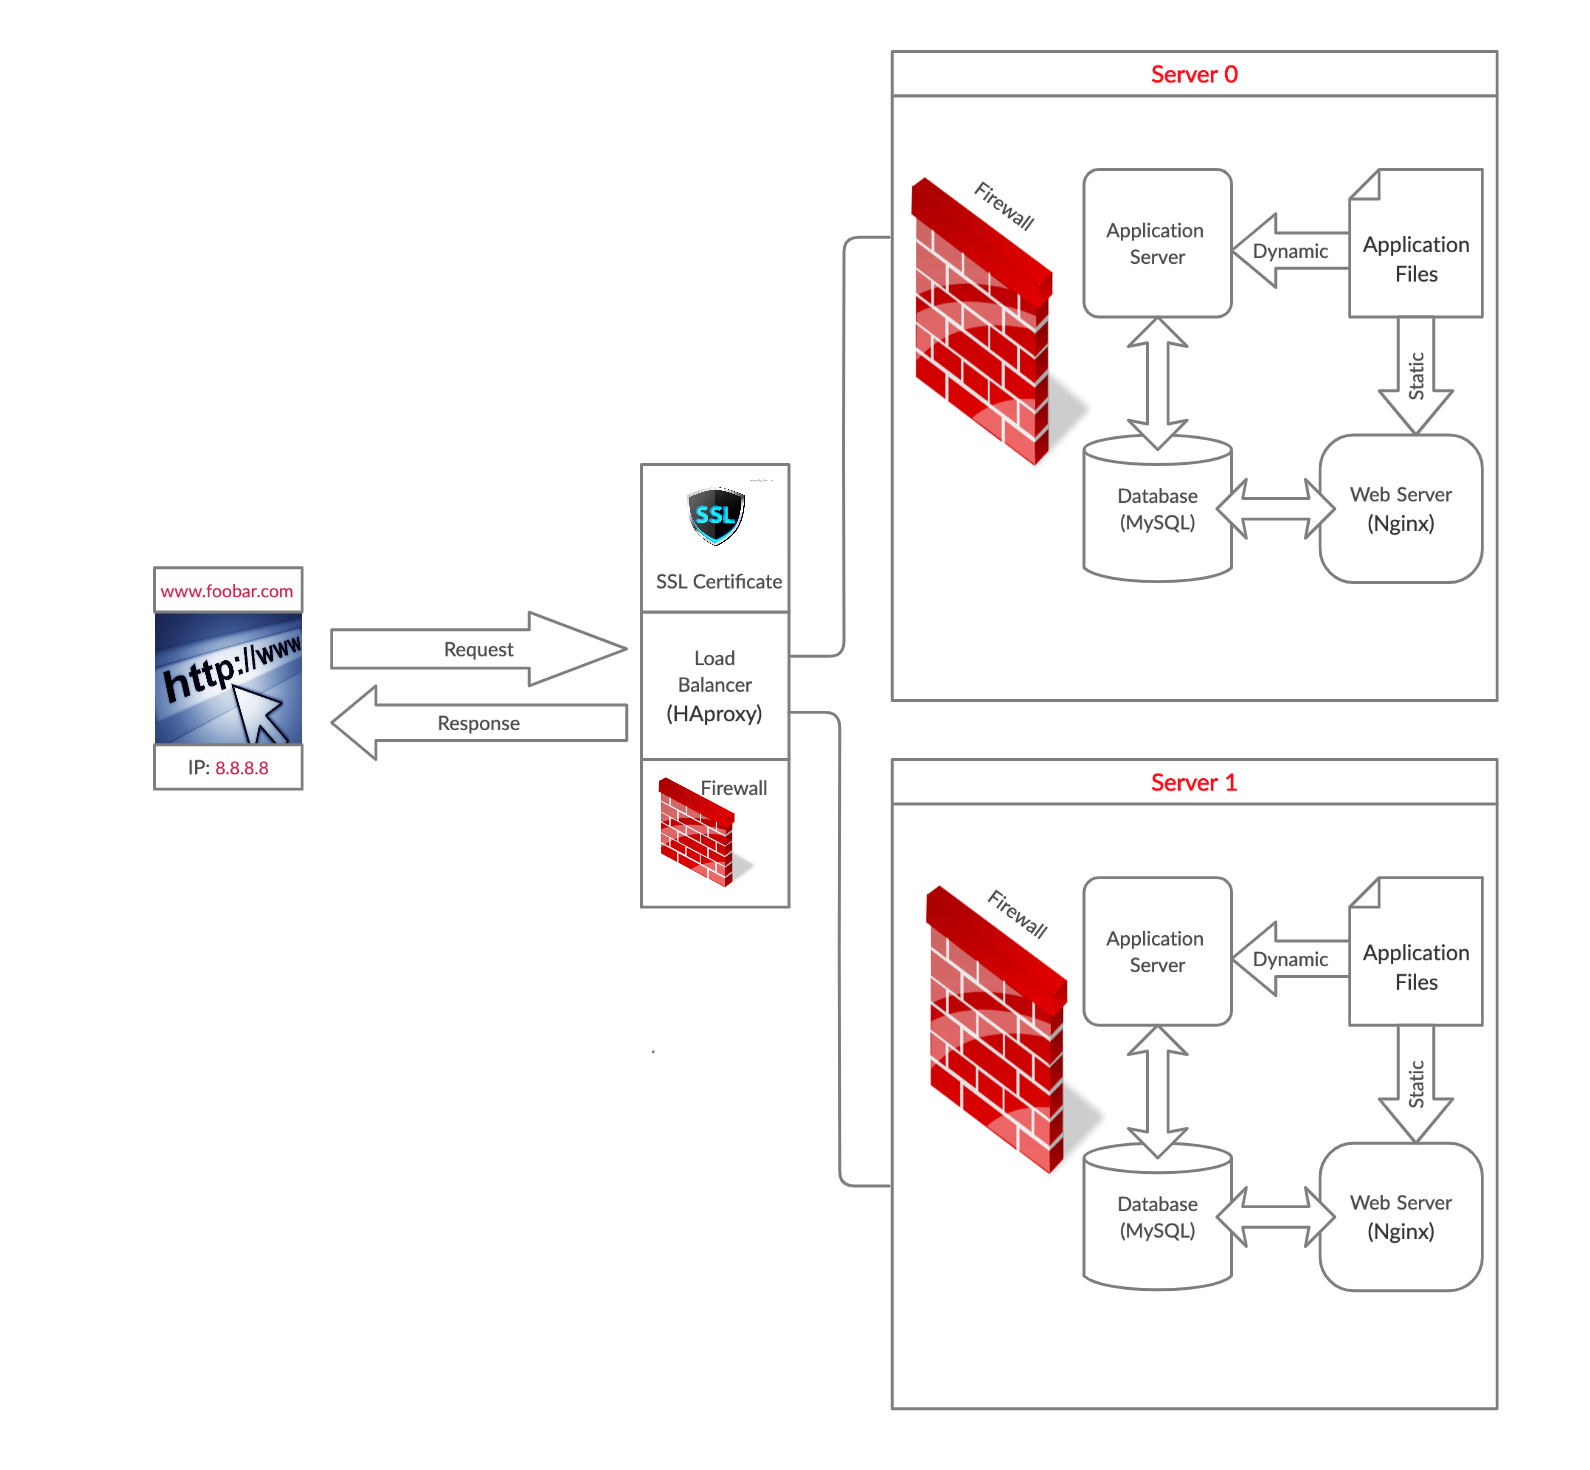 Server 0
Firewall
Application
Server
Dynamic
Application
Files
Static
Database
(MySQL)
Web Server
(Nginx)
SSL
SSL Certificate
www.foobar.com
http://www
IP: 8.8.8.8
Request
Response
Load
Balancer
(HAproxy)
Firewall
Server 1
Firewall
Application
Server
Dynamic
Application
Files
Static
Database
(MySQL)
Web Server
(Nginx)